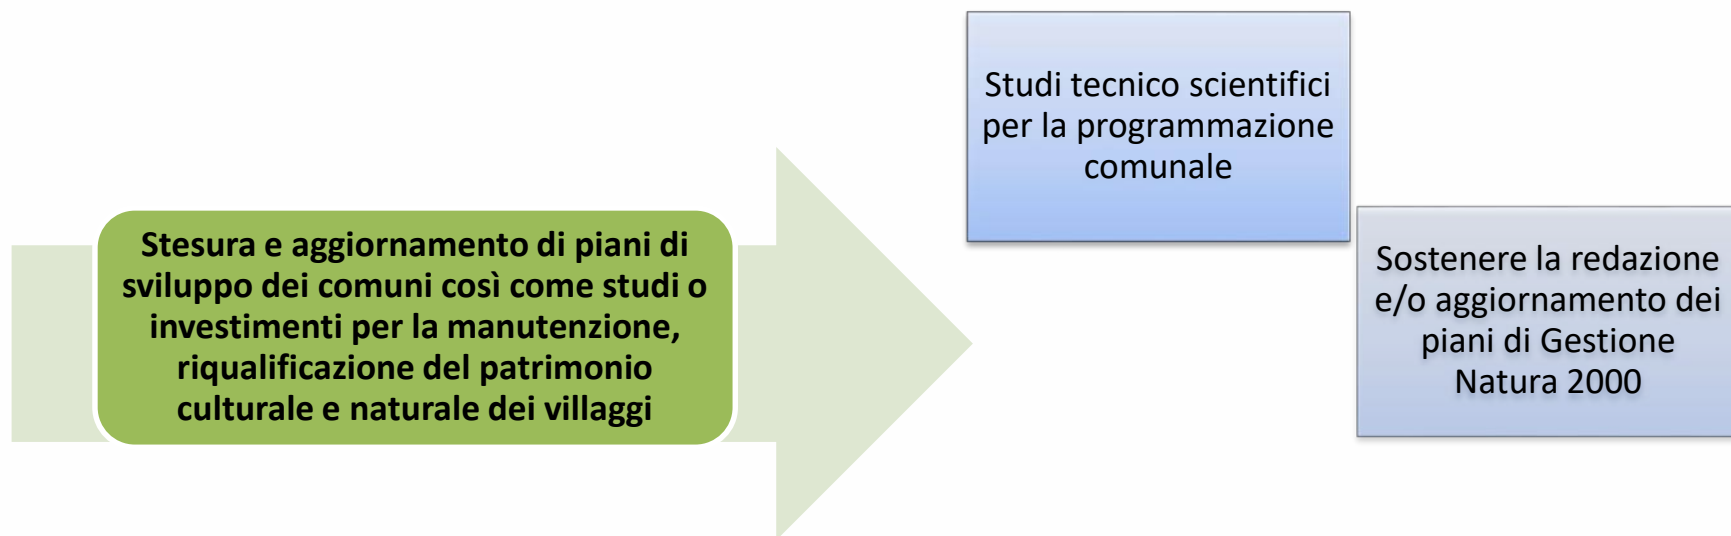 Stesura e aggiornamento di piani di
sviluppo dei comuni così come studi o
investimenti per la manutenzione,
riqualificazione del patrimonio
culturale e naturale dei villaggi
Studi tecnico scientifici
per la programmazione
comunale
Sostenere la redazione
e/o aggiornamento dei
piani di Gestione
Natura 2000